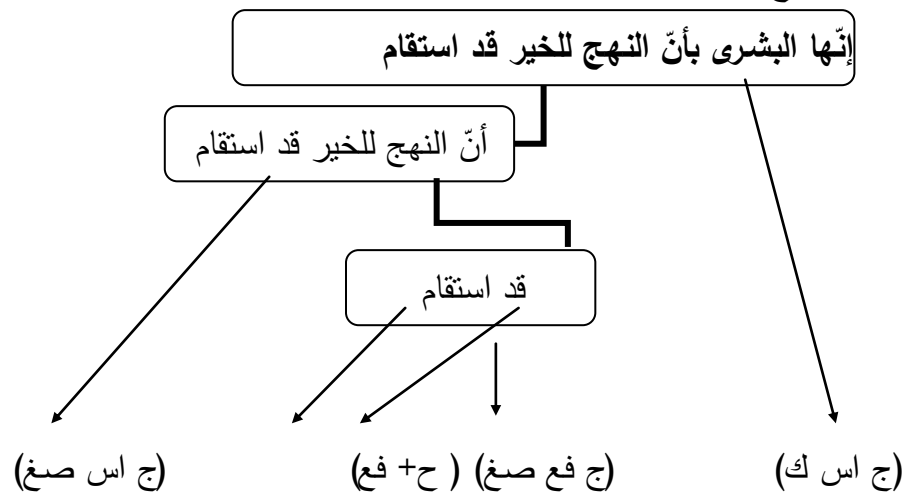 إنّها البشرى بأنّ النهج للخير قد استقام
أنّ النهج للخير قد استقام
قد استقام
(ج اس ك) (ج فع صغ) ( ح+ فع) (ج اس صغ)